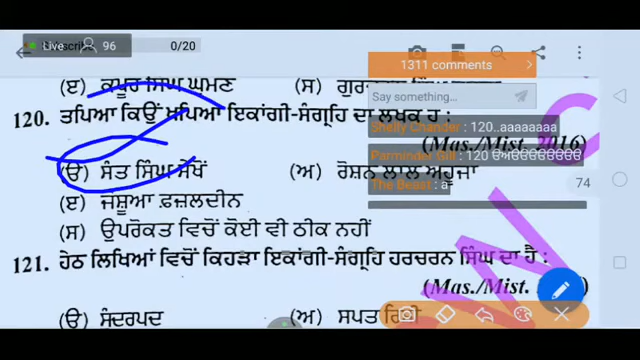 Live 96 0/20
1311 comments
Say something...
(ੲ) ਕਪੂਰ ਸਿੰਘ ਘੁਮਣ (ਸ)
120. ਤਪਿਆ ਕਿਉਂ ਖਪਿਆ ਇਕਾਂਗੀ-ਸੰਗ੍ਰਹਿ ਦਾ ਲੇਖਕ ਹੈ :
Shelly Chander: 120..aaaaaaaa
(Mas./Mist. 2016)
Parminder Gill: 120
(ੳ) ਸੰਤ ਸਿੰਘ ਸੇਖੋਂ (ਅ) ਰੋਸ਼ਨ ਲਾਲ ਅਹੂਜਾ
The Beast: a
74
(ੲ) ਜਸ਼ੂਆ ਫ਼ਜ਼ਲਦੀਨ
(ਸ) ਉਪਰੋਕਤ ਵਿਚੋਂ ਕੋਈ ਵੀ ਠੀਕ ਨਹੀਂ
121. ਹੇਠ ਲਿਖਿਆਂ ਵਿਚੋਂ ਕਿਹੜਾ ਇਕਾਂਗੀ-ਸੰਗ੍ਰਹਿ ਹਰਚਰਨ ਸਿੰਘ ਦਾ ਹੈ :
(Mas./Mist.
(ੳ) ਸੁੰਦਰਪਦ (ਅ) ਸਪਤ ਰਿਸ਼ੀ